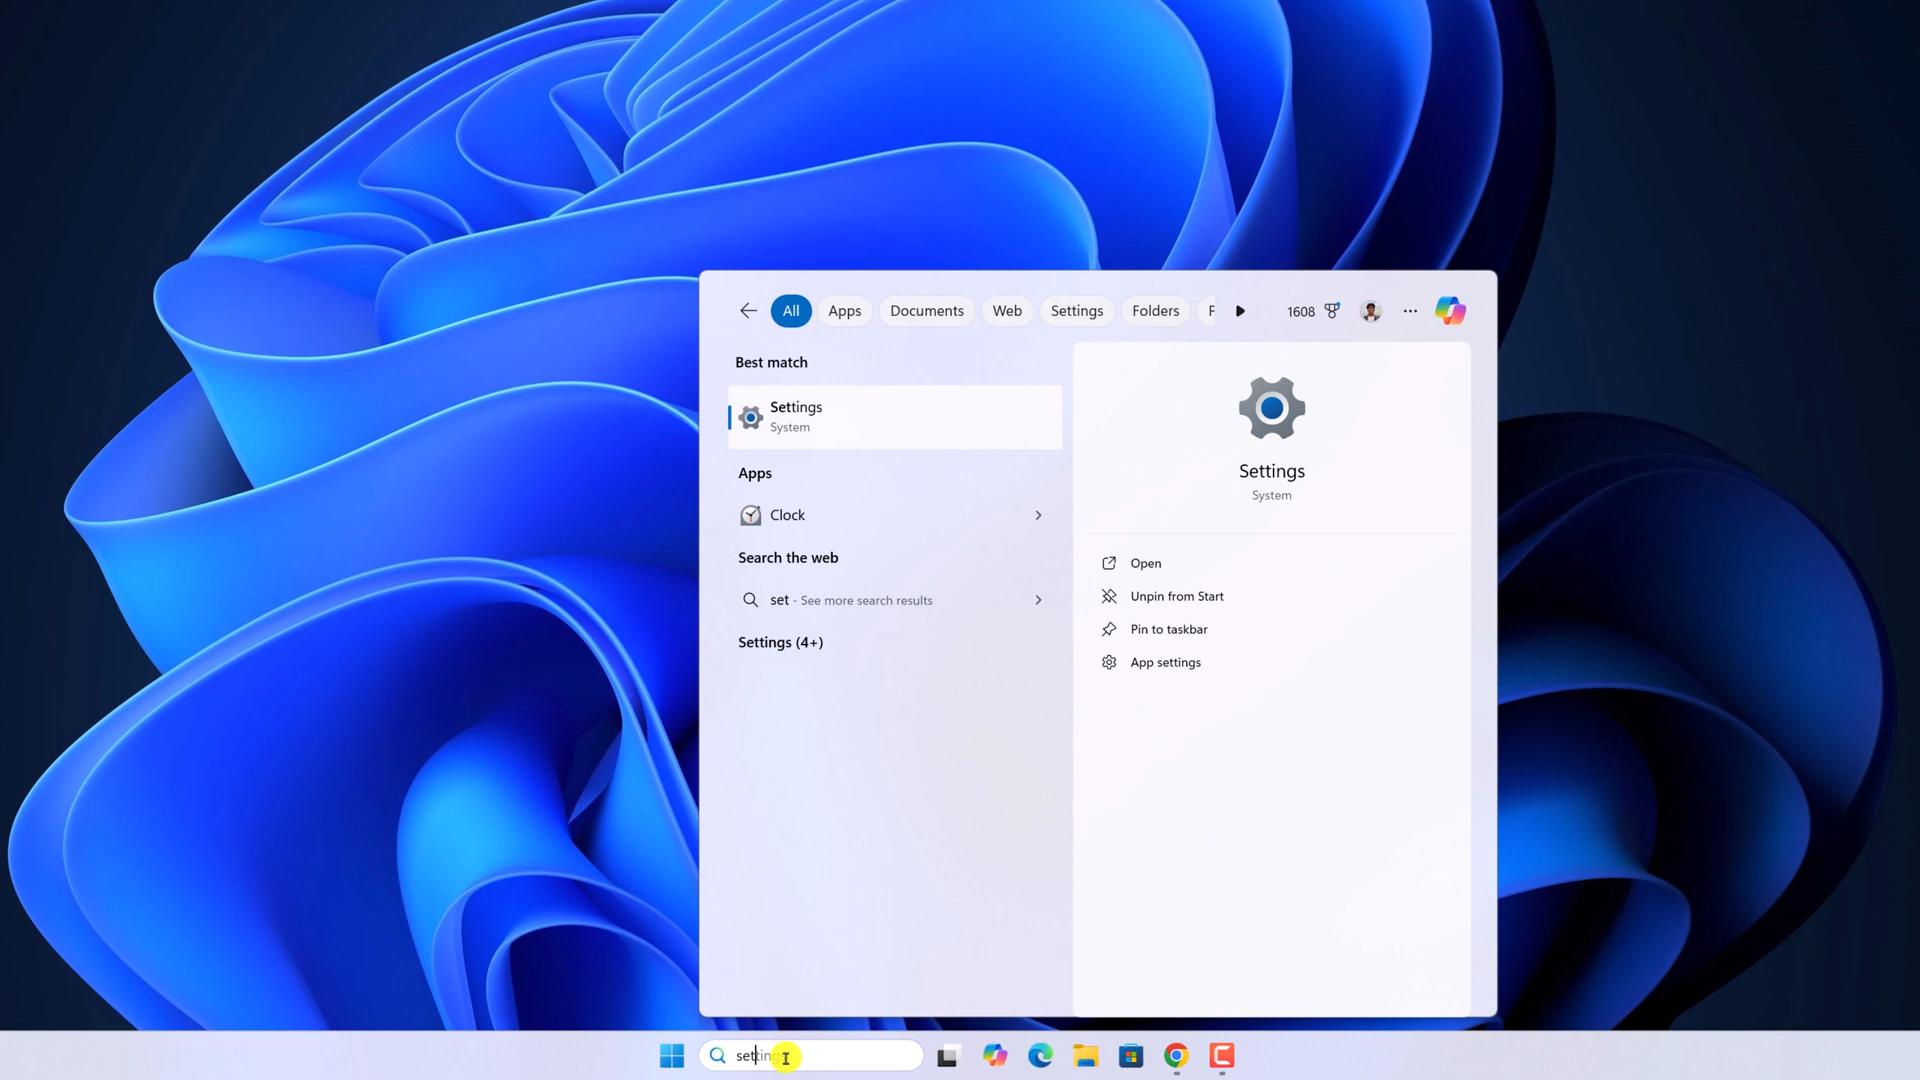 All Apps Documents Web Settings Folders P 1608
Best match
Settings
System
Apps
Clock
Search the web
set - See more search results
Settings (4+)
Settings
System
Open
Unpin from Start
Pin to taskbar
App settings
settings